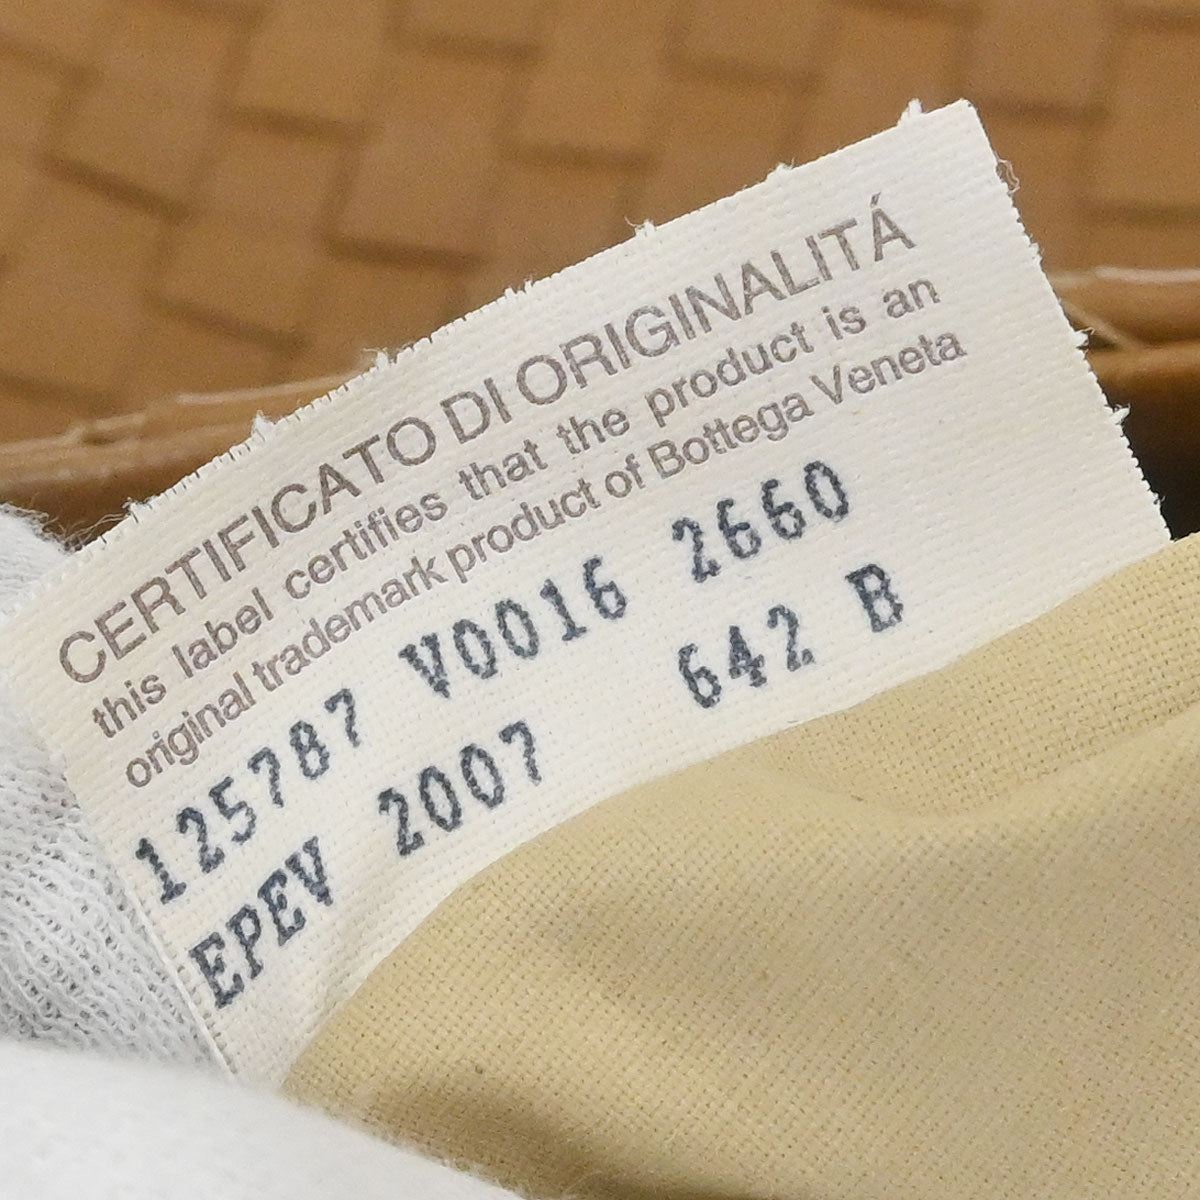 CERTIFICATO DI ORIGINALITÁ
this label certifies that the product is an
original trademark product of Bottega Veneta
125787 V0016 2660
EPEV 2007 642 B